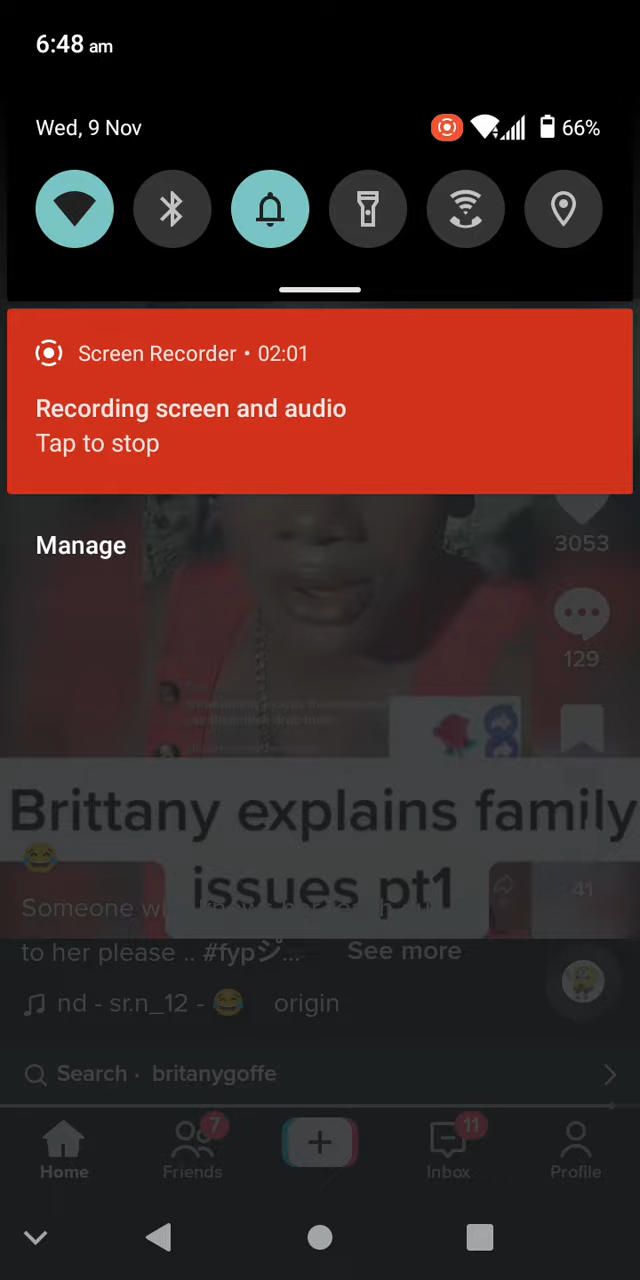 6:48 am
Wed, 9 Nov
66%
Screen Recorder • 02:01
Recording screen and audio
Tap to stop
Manage
3053
129
Brittany explains family
😂
issues pt1
41
Someone
to her please .. #fypジ... See more
nd - sr.n_12 - 😂 origin
Search · britanygoffe
7
11
Home
Friends
Inbox
Profile